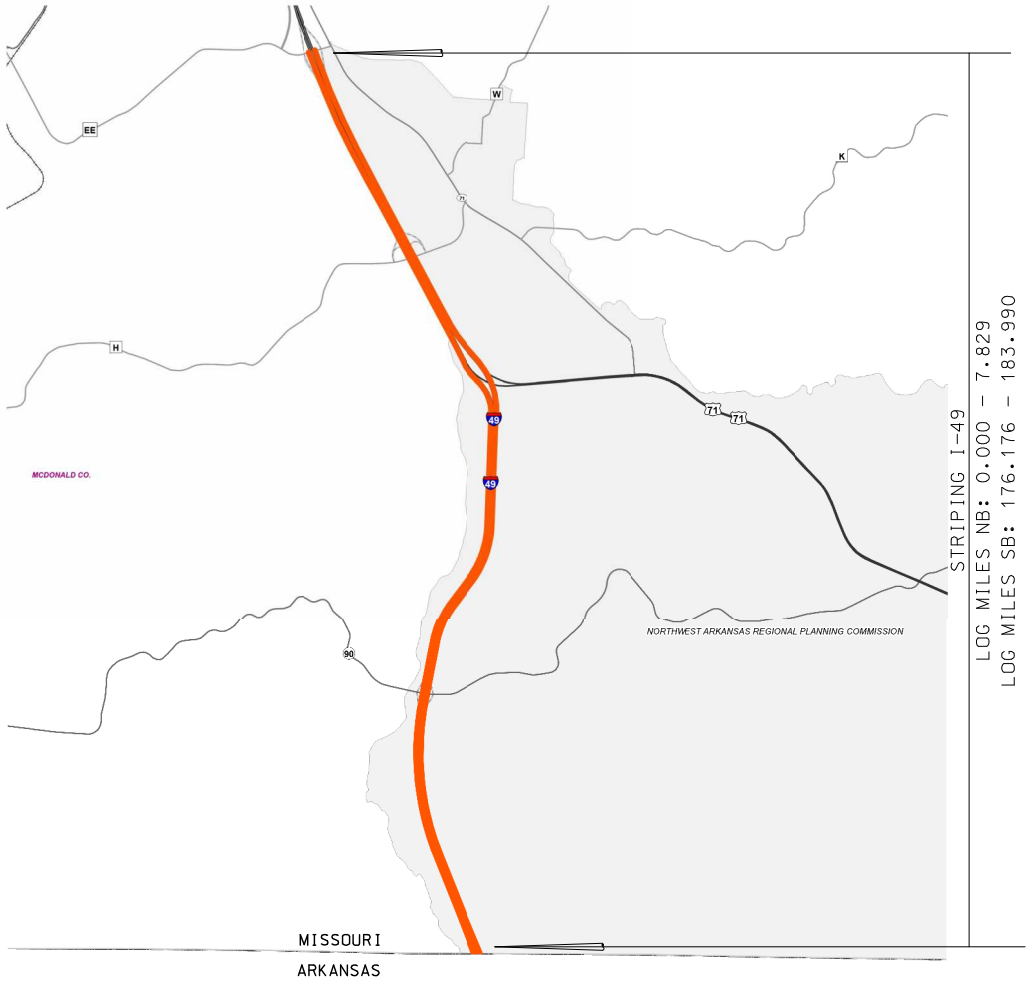 W
EE
K
71
H
71
71
49
49
MCDONALD CO.
STRIPING I-49
LOG MILES NB: 0.000 - 7.829
LOG MILES SB: 176.176 - 183.990
NORTHWEST ARKANSAS REGIONAL PLANNING COMMISSION
90
MISSOURI
ARKANSAS